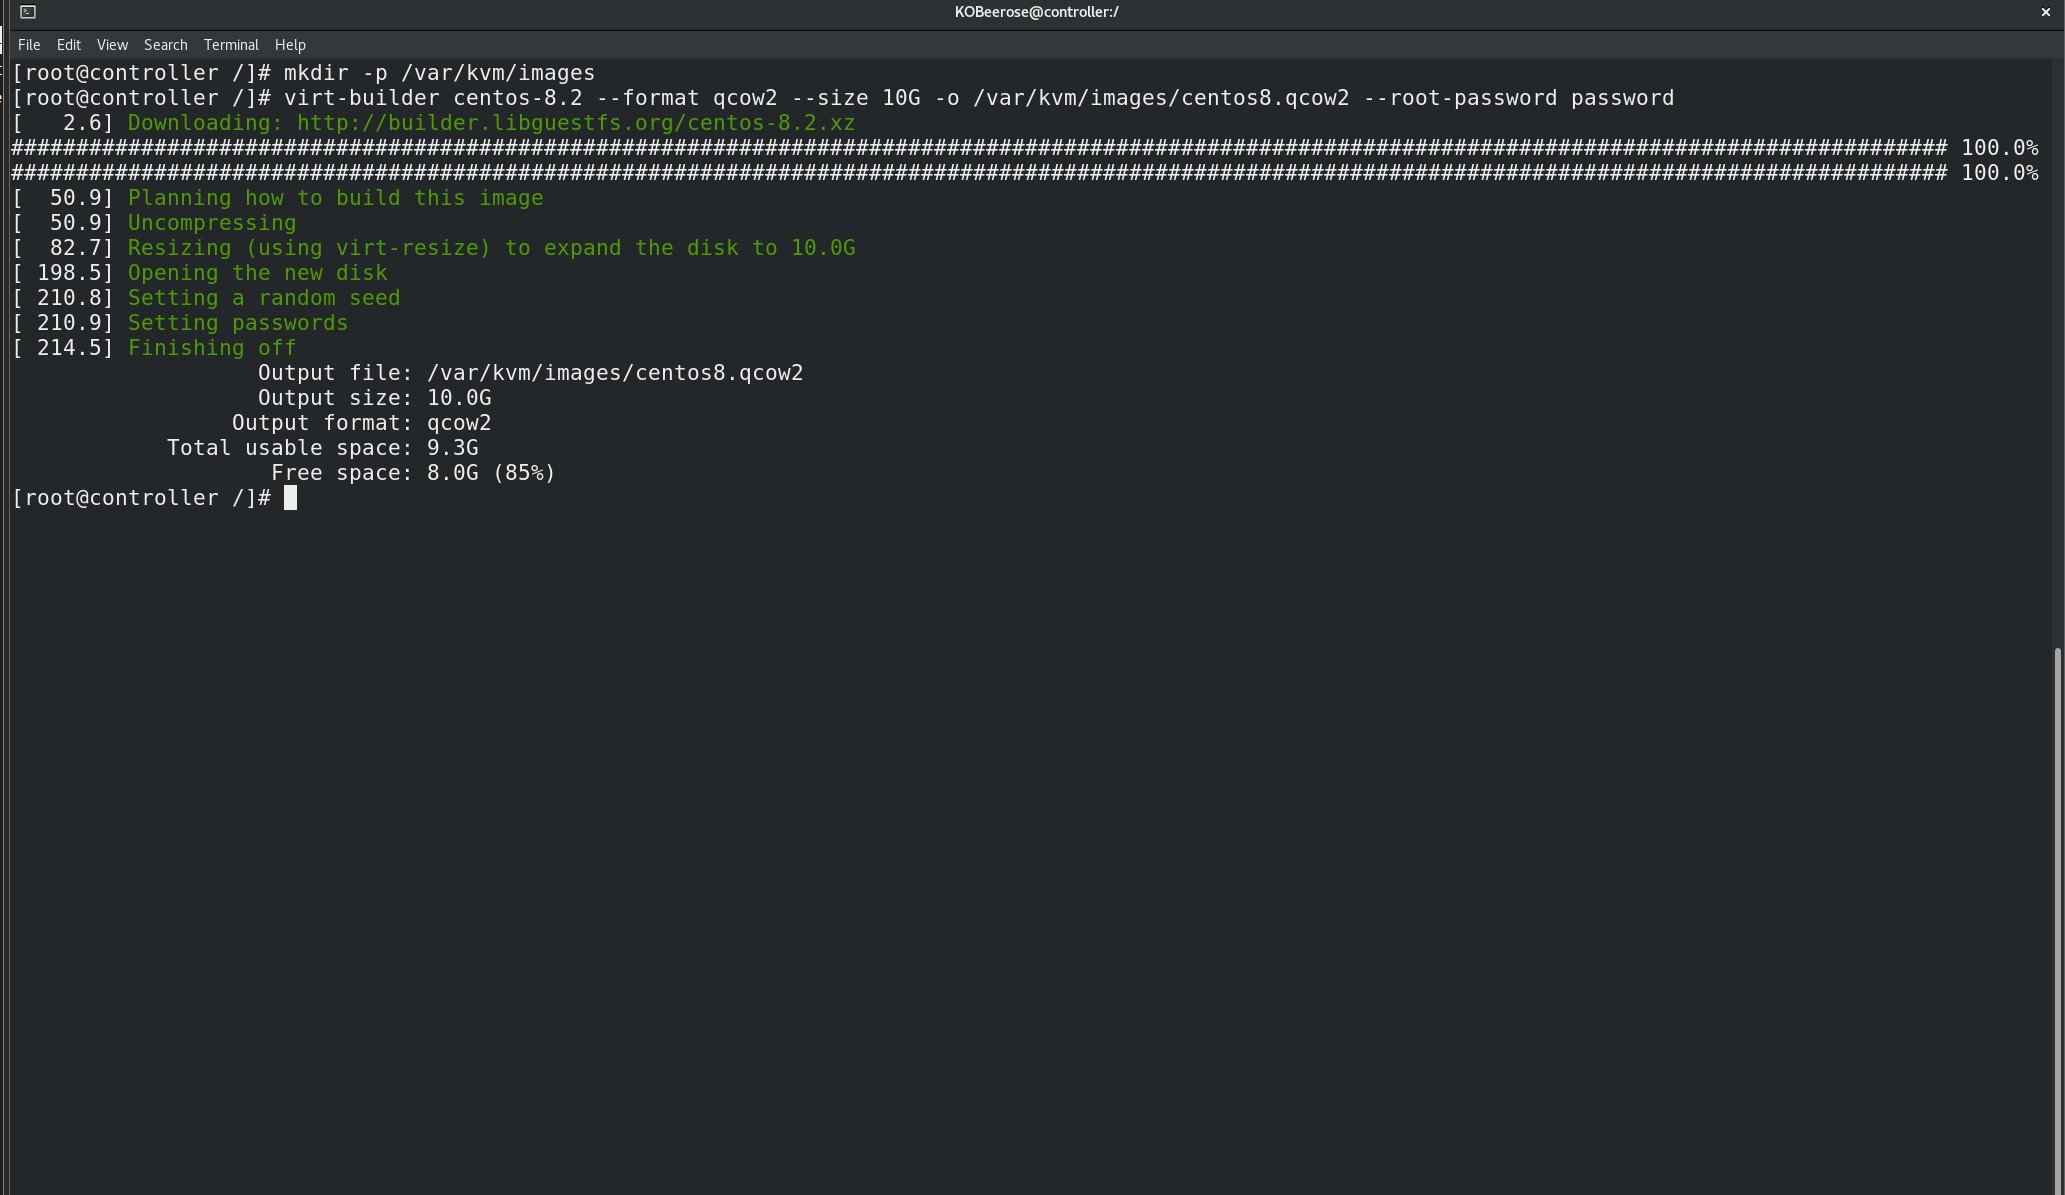 KOBeerose@controller:/
File Edit View Search Terminal Help
[root@controller /]# mkdir -p /var/kvm/images
[root@controller /]# virt-builder centos-8.2 --format qcow2 --size 10G -o /var/kvm/images/centos8.qcow2 --root-password password
[   2.6] Downloading: http://builder.libguestfs.org/centos-8.2.xz
##################################################################################################################################################### 100.0%
##################################################################################################################################################### 100.0%
[  50.9] Planning how to build this image
[  50.9] Uncompressing
[  82.7] Resizing (using virt-resize) to expand the disk to 10.0G
[ 198.5] Opening the new disk
[ 210.8] Setting a random seed
[ 210.9] Setting passwords
[ 214.5] Finishing off
Output file: /var/kvm/images/centos8.qcow2
Output size: 10.0G
Output format: qcow2
Total usable space: 9.3G
Free space: 8.0G (85%)
[root@controller /]#